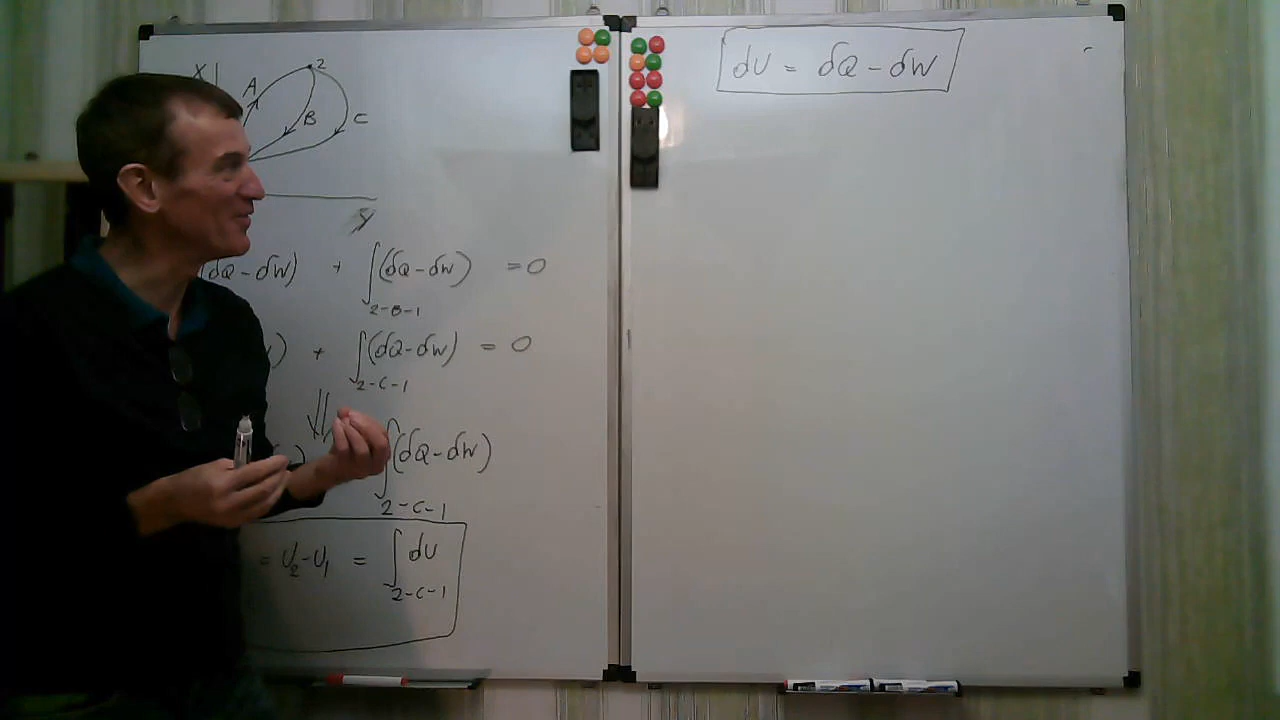 X
A
2
B
C
y
(δQ-δW) + ∫(δQ-δW) =0
2-B-1
) + ∫(δQ-δW) = 0
2-C-1
⇓
) ∫(δQ-δW)
2-C-1
= U₂-U₁ = ∫dU
2-C-1
dU = δQ - δW